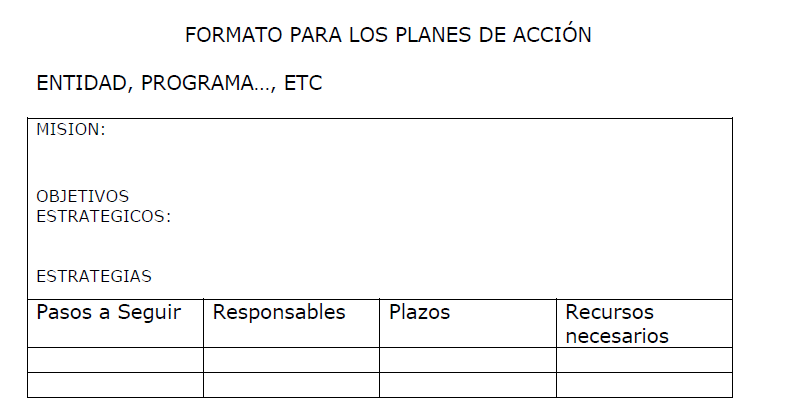 FORMATO PARA LOS PLANES DE ACCIÓN
ENTIDAD, PROGRAMA…, ETC
MISION:
OBJETIVOS
ESTRATEGICOS:
ESTRATEGIAS
Pasos a Seguir Responsables Plazos Recursos
necesarios